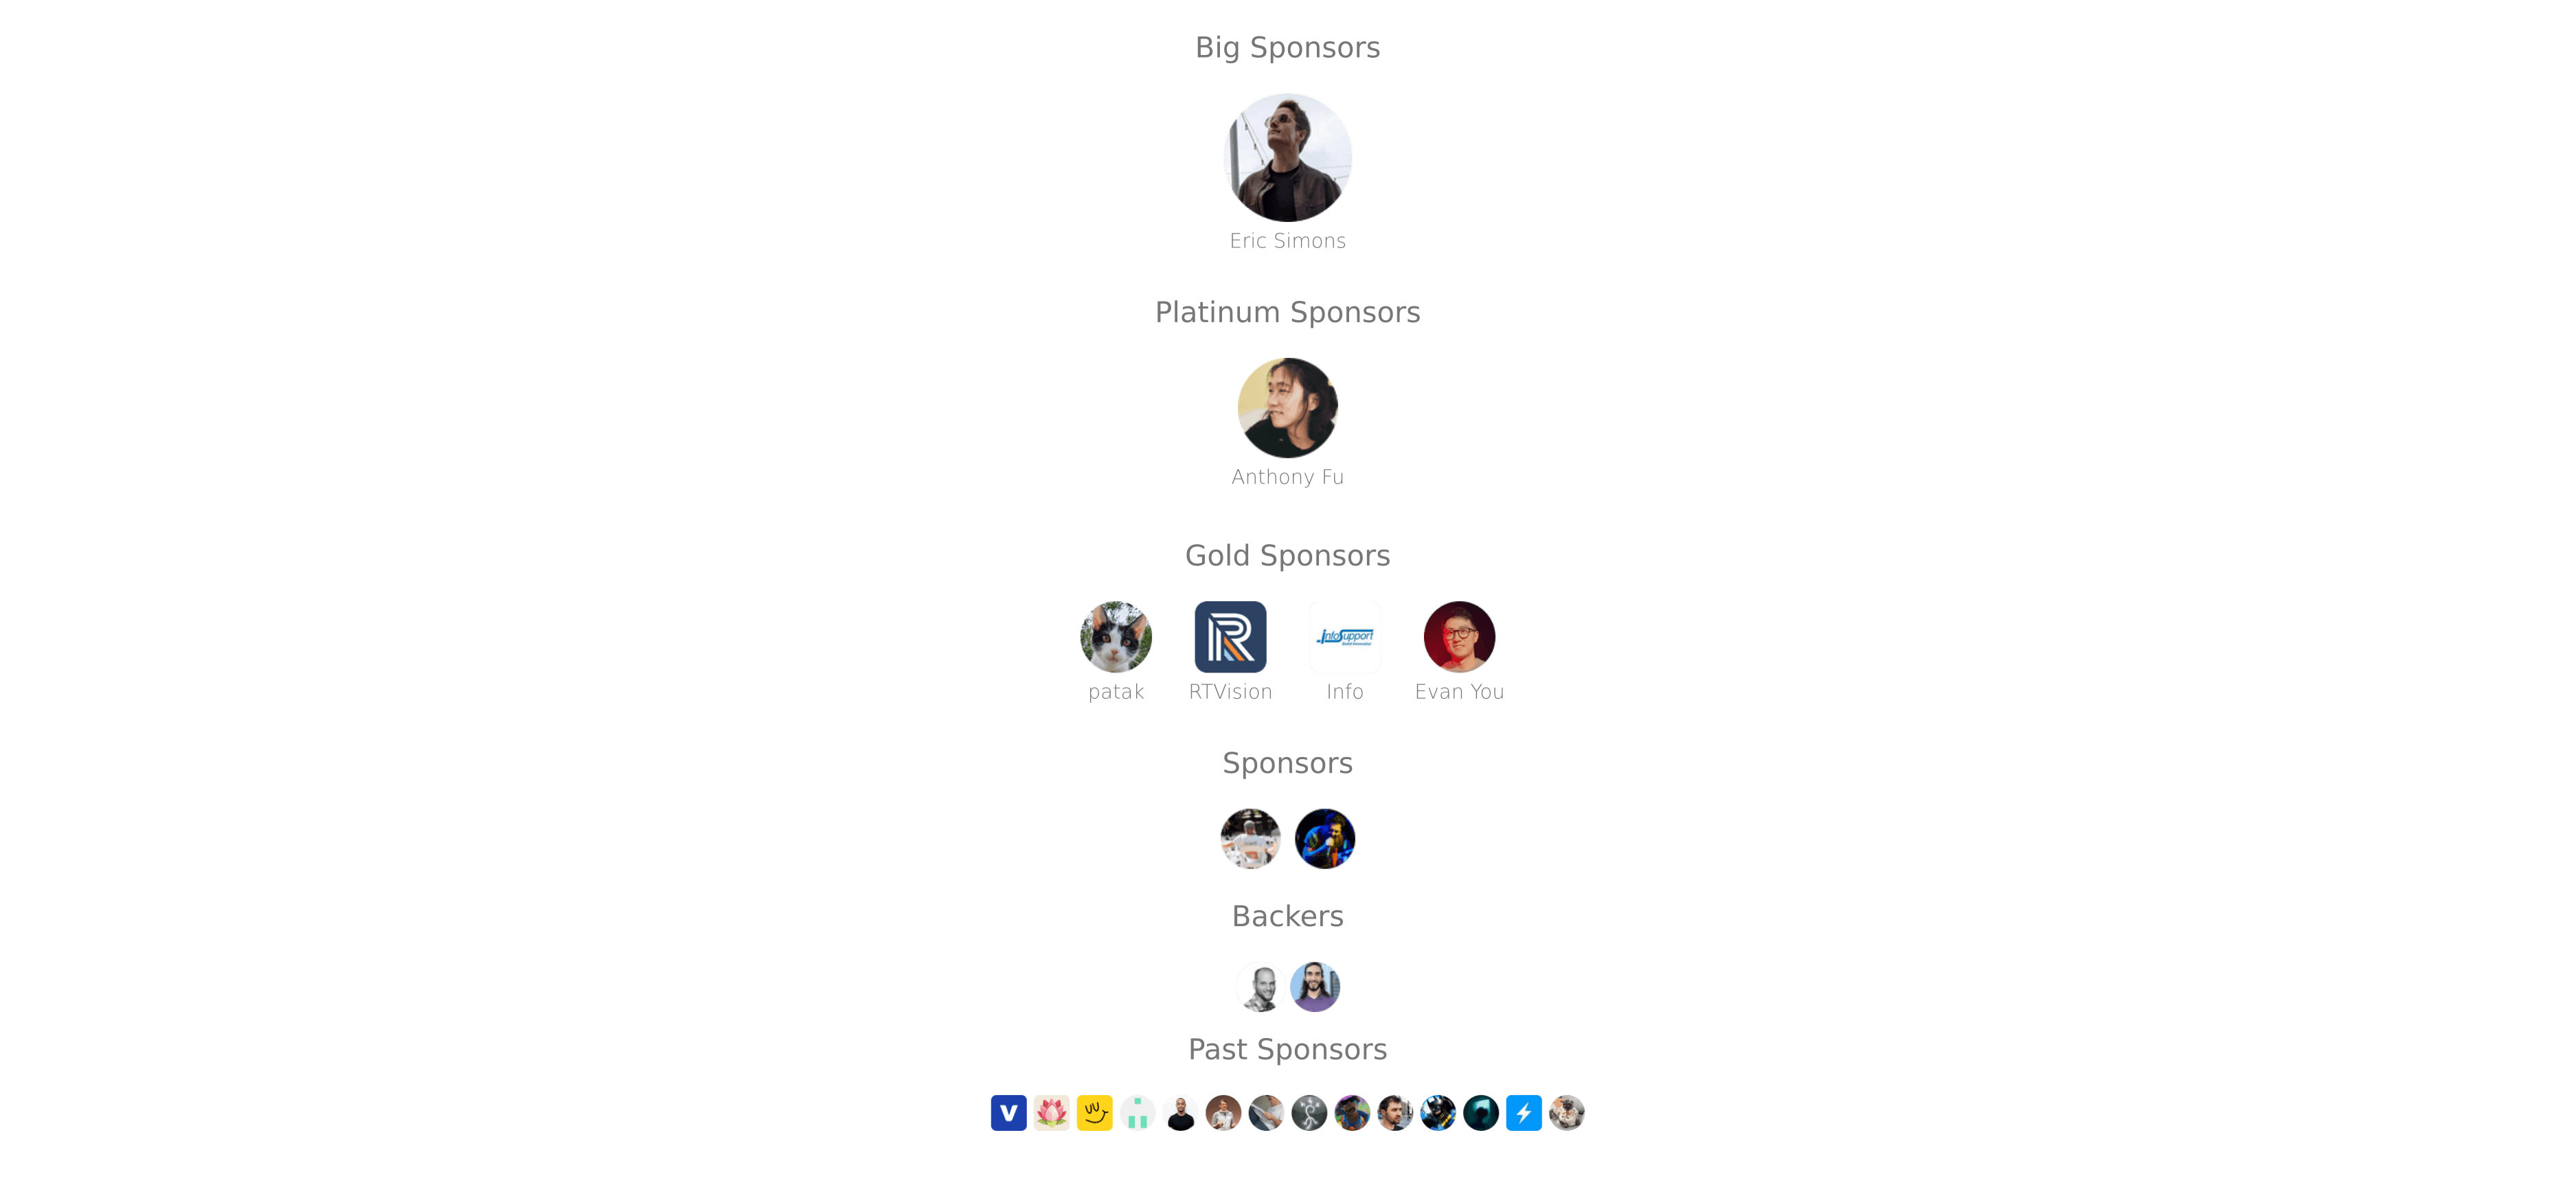 Big Sponsors
Eric Simons
Platinum Sponsors
Anthony Fu
Gold Sponsors
InfoSupport
patak RTVision Info Evan You
Sponsors
Backers
Past Sponsors
V